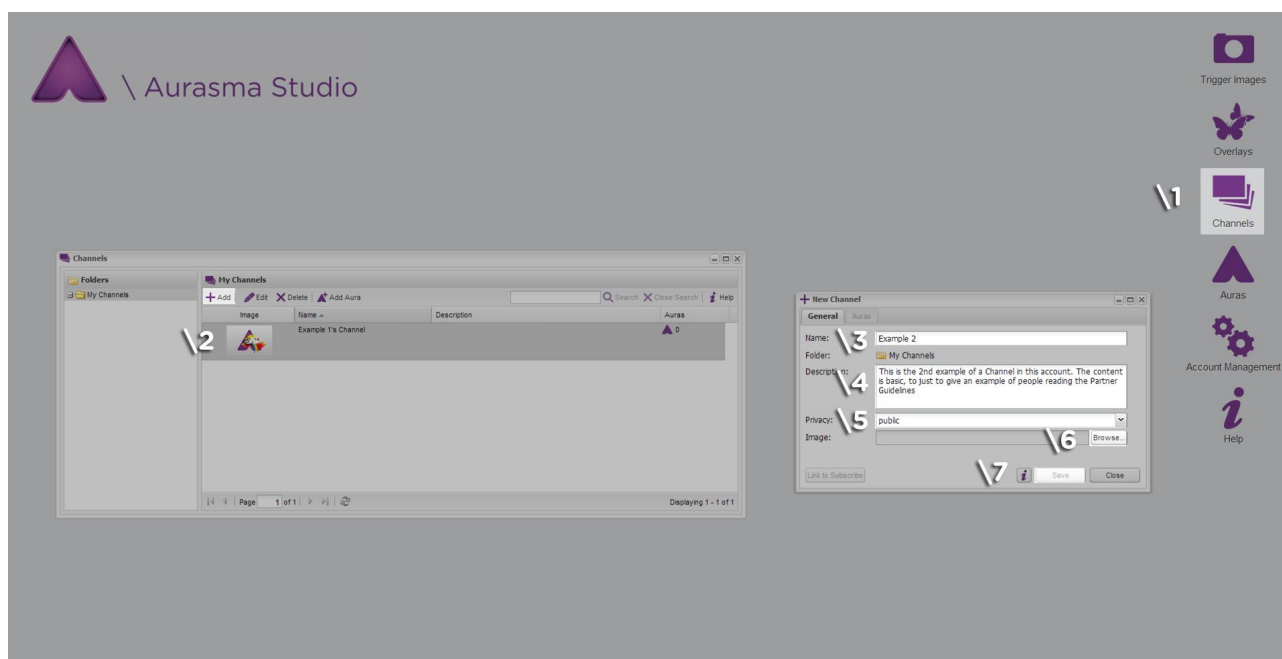 \ Aurasma Studio
Trigger Images
Overlays
\1
Channels
Auras
Account Management
Help
Channels
Folders
My Channels
My Channels
Add Edit Delete Add Aura Search Close Search Help
Image Name Description Auras
\2 Example 1's Channel 0
Page 1 of 1 Displaying 1 - 1 of 1
New Channel
General Auras
Name: \3 Example 2
Folder: My Channels
Description: \4 This is the 2nd example of a Channel in this account. The content
is basic, to just to give an example of people reading the Partner
Guidelines
Privacy: \5 public
Image: \6 Browse...
Link to Subscribe \7 i Save Close